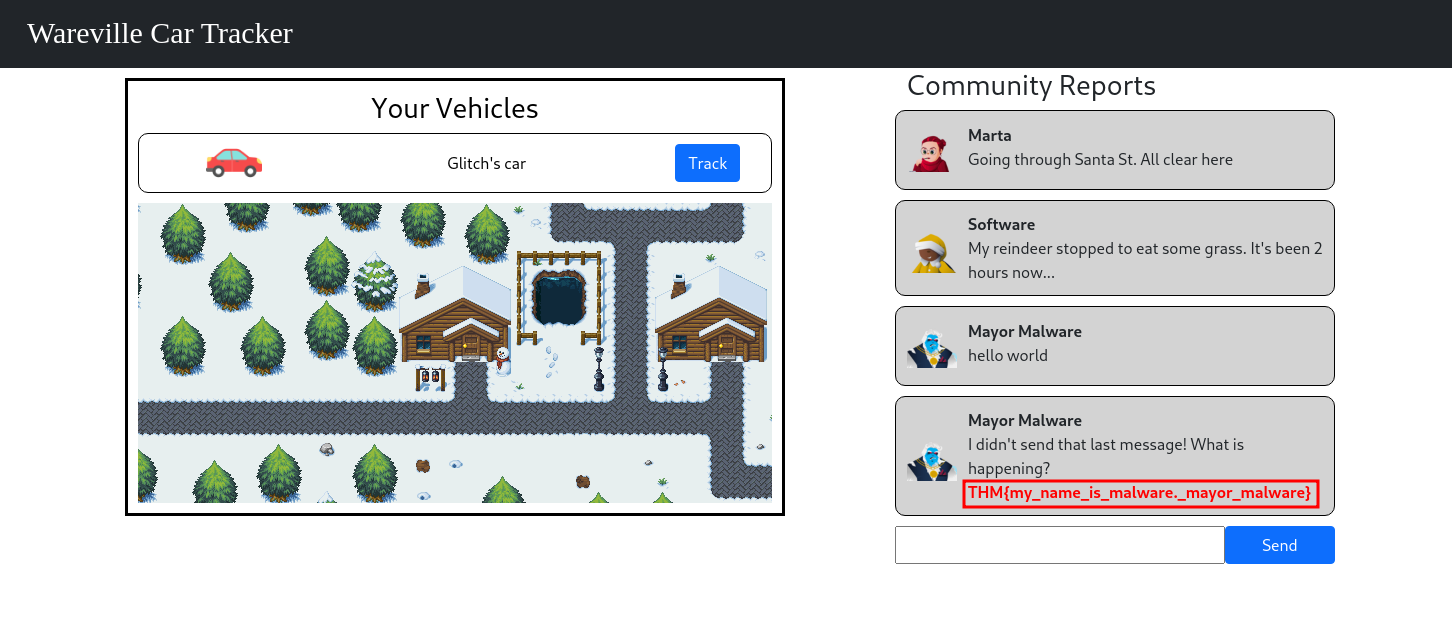 Wareville Car Tracker
Your Vehicles
Glitch's car
Track
Community Reports
Marta
Going through Santa St. All clear here
Software
My reindeer stopped to eat some grass. It's been 2
hours now...
Mayor Malware
hello world
Mayor Malware
I didn't send that last message! What is
happening?
THM{my_name_is_malware._mayor_malware}
Send